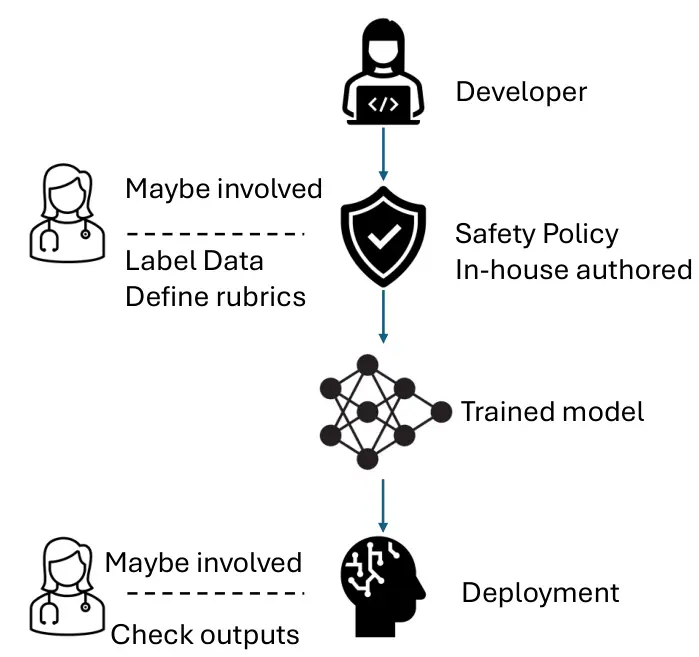 </>
Developer
Maybe involved
Label Data
Define rubrics
Safety Policy
In-house authored
Trained model
Maybe involved
Check outputs
Deployment